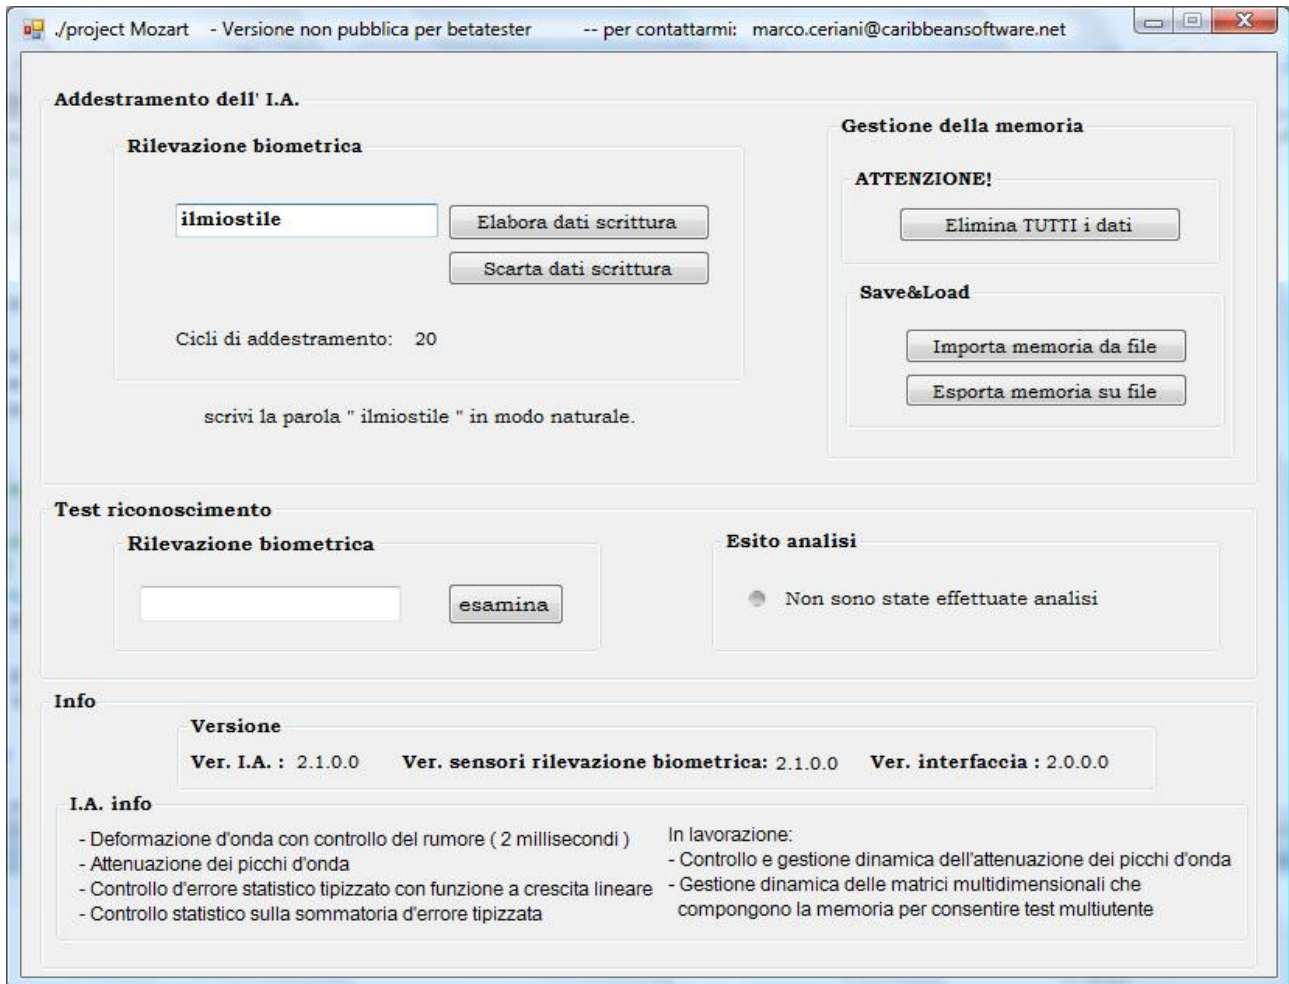 ./project Mozart - Versione non pubblica per betatester -- per contattarmi: marco.ceriani@caribbeansoftware.net
Addestramento dell' I.A.
Rilevazione biometrica
ilmiostile
Elabora dati scrittura
Scarta dati scrittura
Cicli di addestramento: 20
scrivi la parola " ilmiostile " in modo naturale.
Gestione della memoria
ATTENZIONE!
Elimina TUTTI i dati
Save&Load
Importa memoria da file
Esporta memoria su file
Test riconoscimento
Rilevazione biometrica
esamina
Esito analisi
Non sono state effettuate analisi
Info
Versione
Ver. I.A. : 2.1.0.0 Ver. sensori rilevazione biometrica: 2.1.0.0 Ver. interfaccia : 2.0.0.0
I.A. info
- Deformazione d'onda con controllo del rumore ( 2 millisecondi )
- Attenuazione dei picchi d'onda
- Controllo d'errore statistico tipizzato con funzione a crescita lineare
- Controllo statistico sulla sommatoria d'errore tipizzata
In lavorazione:
- Controllo e gestione dinamica dell'attenuazione dei picchi d'onda
- Gestione dinamica delle matrici multidimensionali che
compongono la memoria per consentire test multiutente